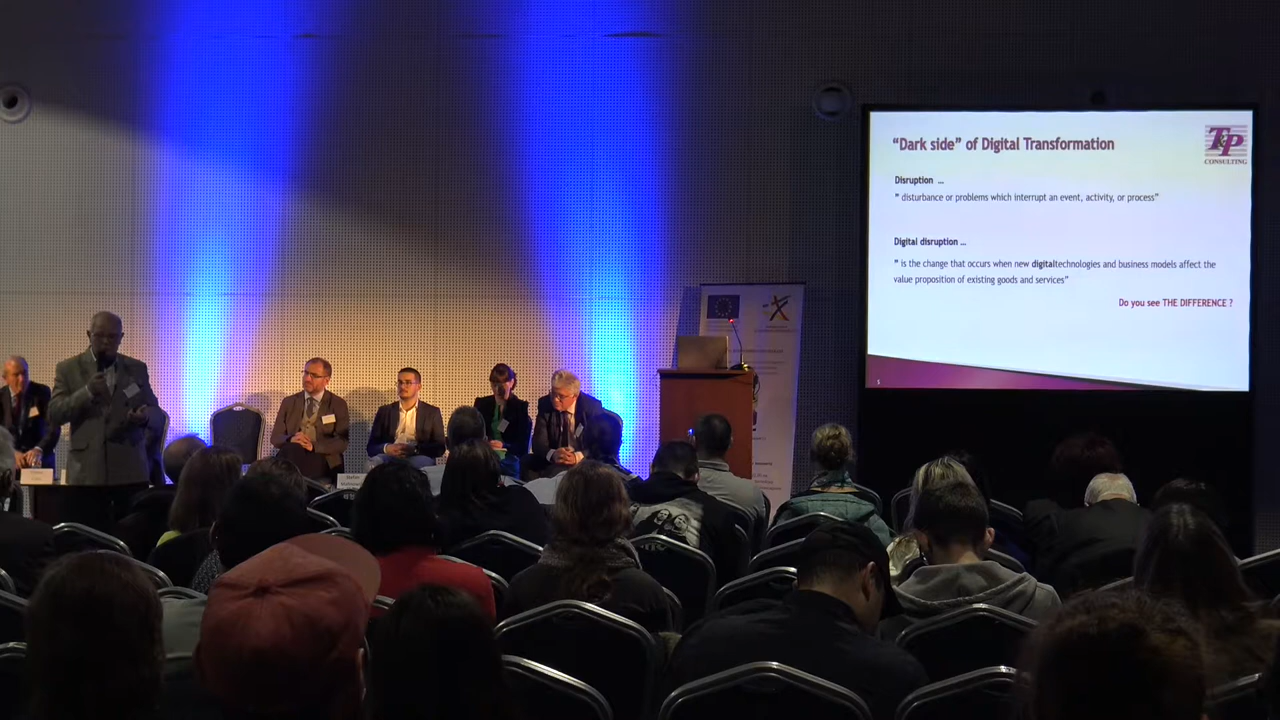 “Dark side” of Digital Transformation
T&P
CONSULTING
Disruption ...
" disturbance or problems which interrupt an event, activity, or process”
Digital disruption ...
" is the change that occurs when new digitaltechnologies and business models affect the
value proposition of existing goods and services”
Do you see THE DIFFERENCE ?
5
Stefan